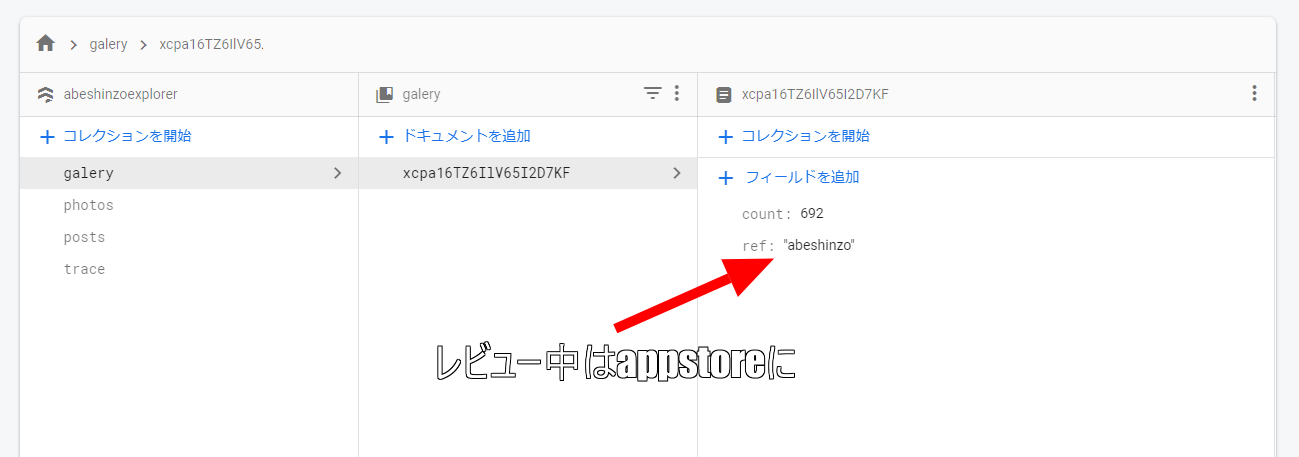 galery > xcpa16TZ6IlV65.
abeshinzoexplorer
galery
xcpa16TZ6IlV65I2D7KF
+ コレクションを開始
+ ドキュメントを追加
+ コレクションを開始
galery
xcpa16TZ6IlV65I2D7KF
+ フィールドを追加
photos
posts
trace
count: 692
ref: "abeshinzo"
レビュー中はappstoreに